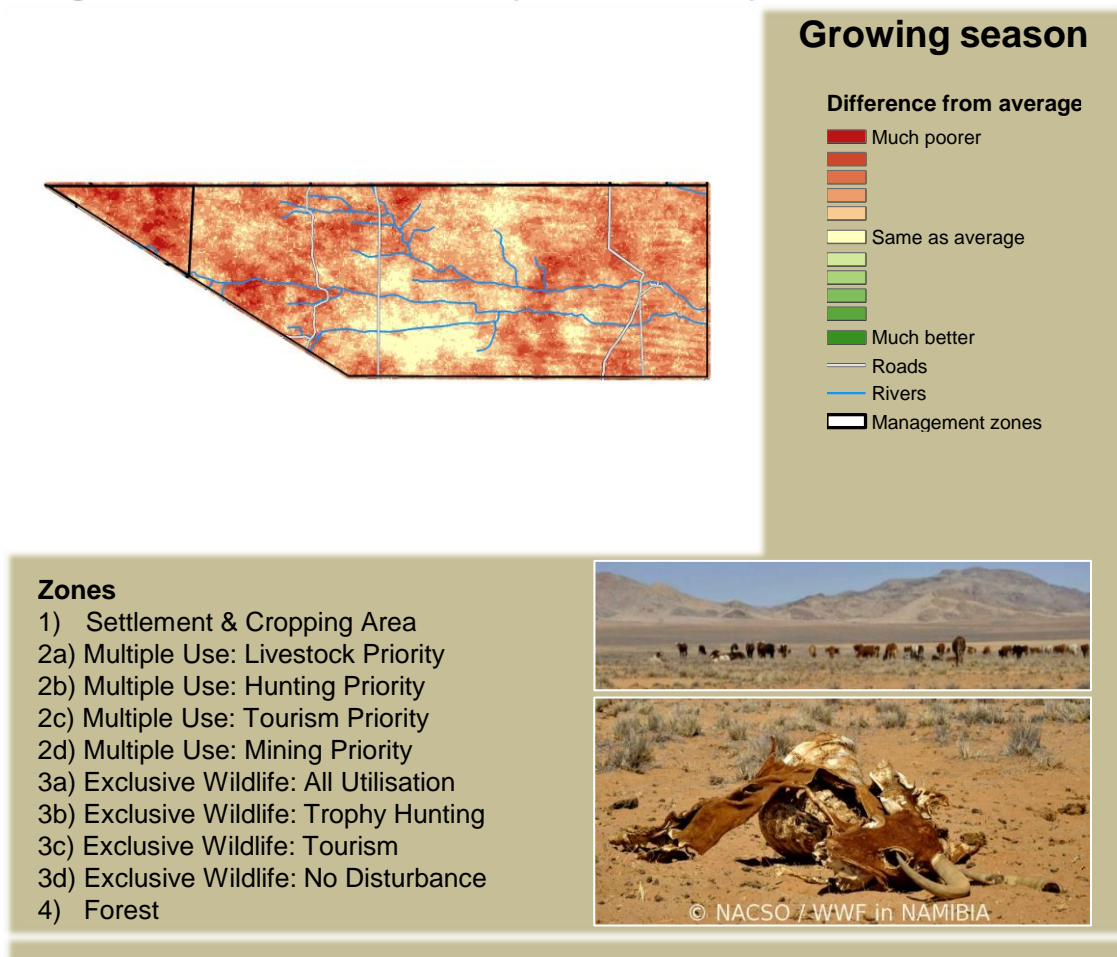 Growing season
Difference from average
Much poorer
Same as average
Much better
Roads
Rivers
Management zones
Zones
1) Settlement & Cropping Area
2a) Multiple Use: Livestock Priority
2b) Multiple Use: Hunting Priority
2c) Multiple Use: Tourism Priority
2d) Multiple Use: Mining Priority
3a) Exclusive Wildlife: All Utilisation
3b) Exclusive Wildlife: Trophy Hunting
3c) Exclusive Wildlife: Tourism
3d) Exclusive Wildlife: No Disturbance
4) Forest
© NACSO / WWF in NAMIBIA